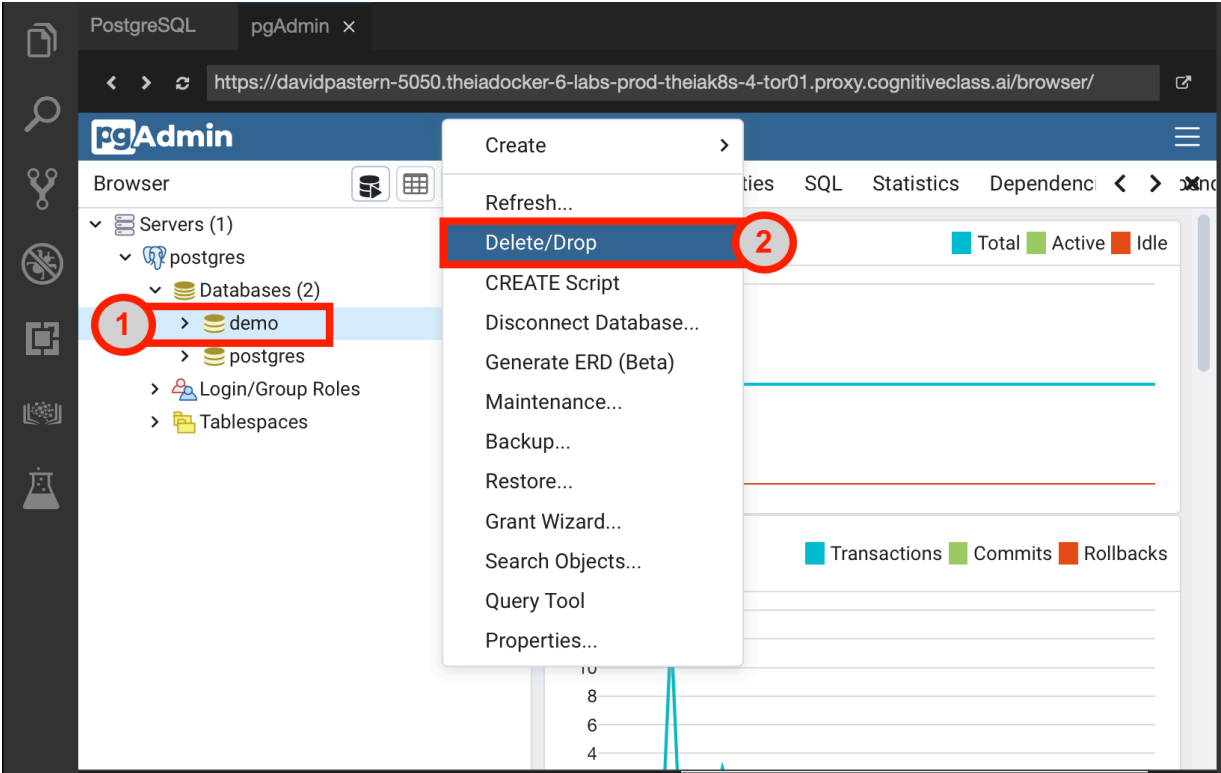 PostgreSQL
pgAdmin
https://davidpastern-5050.theiadocker-6-labs-prod-theiak8s-4-tor01.proxy.cognitiveclass.ai/browser/
pgAdmin
Browser
ties SQL Statistics Dependenci
Servers (1)
postgres
Databases (2)
1
demo
postgres
Login/Group Roles
Tablespaces
Create
Refresh...
Delete/Drop
2
CREATE Script
Disconnect Database...
Generate ERD (Beta)
Maintenance...
Backup...
Restore...
Grant Wizard...
Search Objects...
Query Tool
Properties...
Total Active Idle
Transactions Commits Rollbacks
10
8
6
4